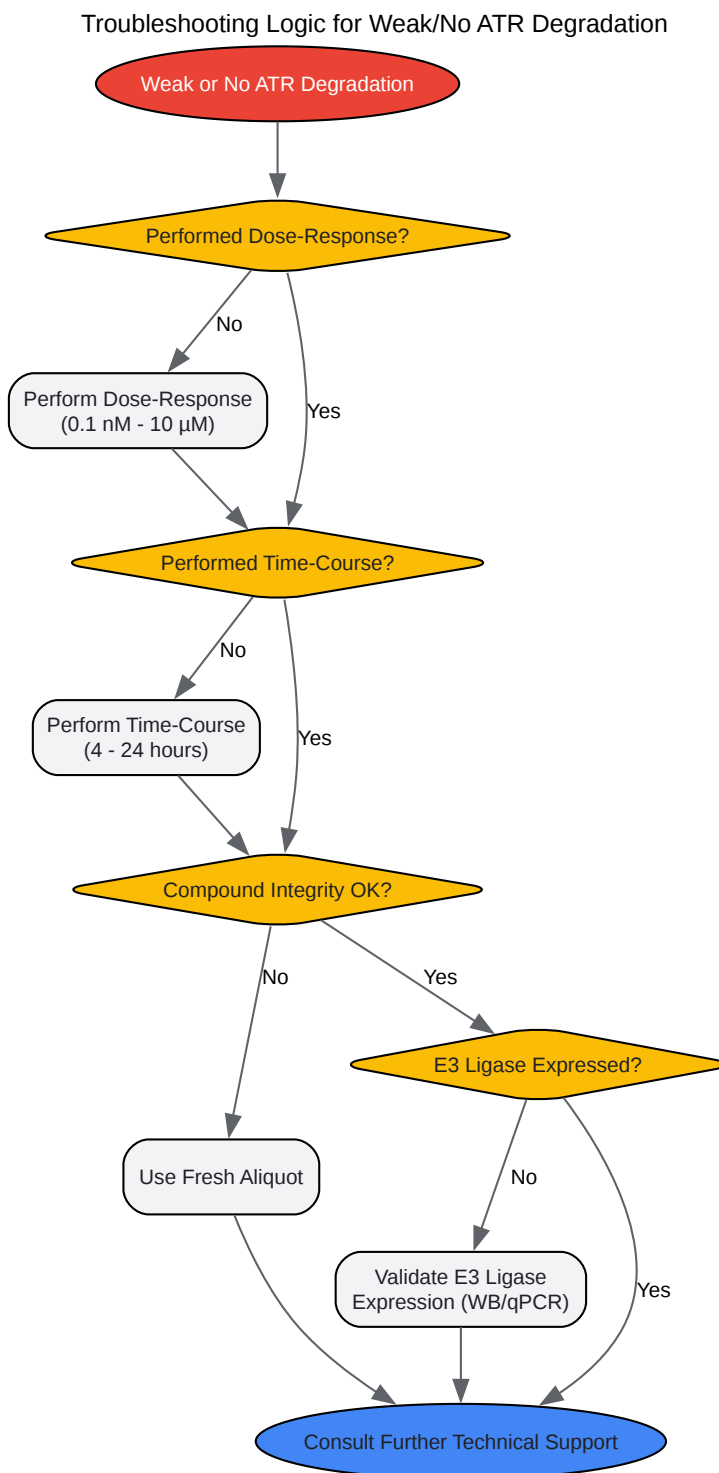 Troubleshooting Logic for Weak/No ATR Degradation
Weak or No ATR Degradation
Performed Dose-Response?
No
Perform Dose-Response
(0.1 nM - 10 µM)
Yes
Performed Time-Course?
No
Perform Time-Course
(4 - 24 hours)
Yes
Compound Integrity OK?
No
Yes
E3 Ligase Expressed?
Use Fresh Aliquot
No
Validate E3 Ligase
Expression (WB/qPCR)
Yes
Consult Further Technical Support